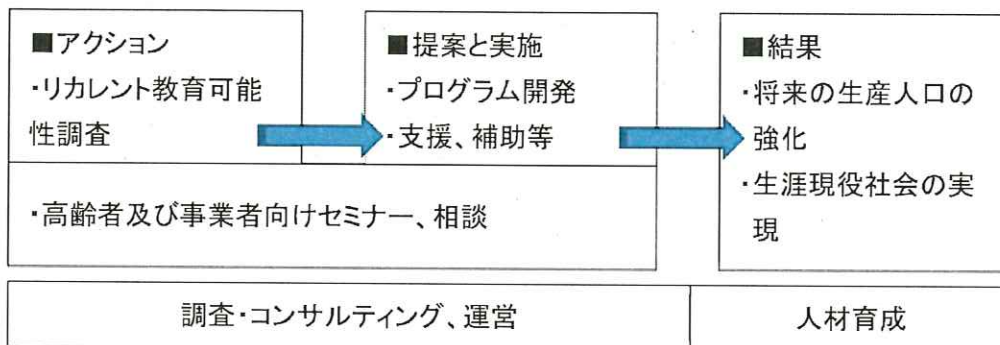 ■アクション
・リカレント教育可能
性調査
■提案と実施
・プログラム開発
・支援、補助等
■結果
・将来の生産人口の
強化
・生涯現役社会の実
現
・高齢者及び事業者向けセミナー、相談
調査・コンサルティング、運営
人材育成